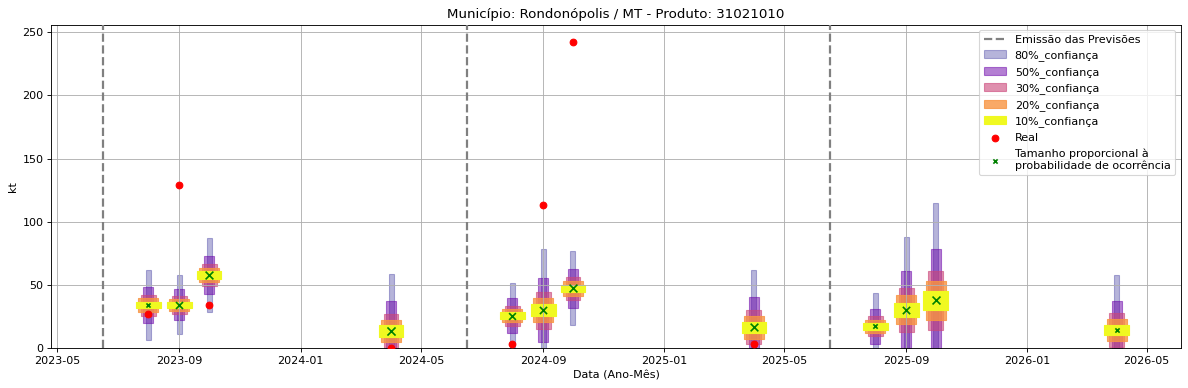 Município: Rondonópolis / MT - Produto: 31021010
250
200
150
100
50
0
kt
2023-05
2023-09
2024-01
2024-05
2024-09
2025-01
2025-05
2025-09
2026-01
2026-05
Data (Ano-Mês)
Emissão das Previsões
80%_confiança
50%_confiança
30%_confiança
20%_confiança
10%_confiança
Real
Tamanho proporcional à
probabilidade de ocorrência